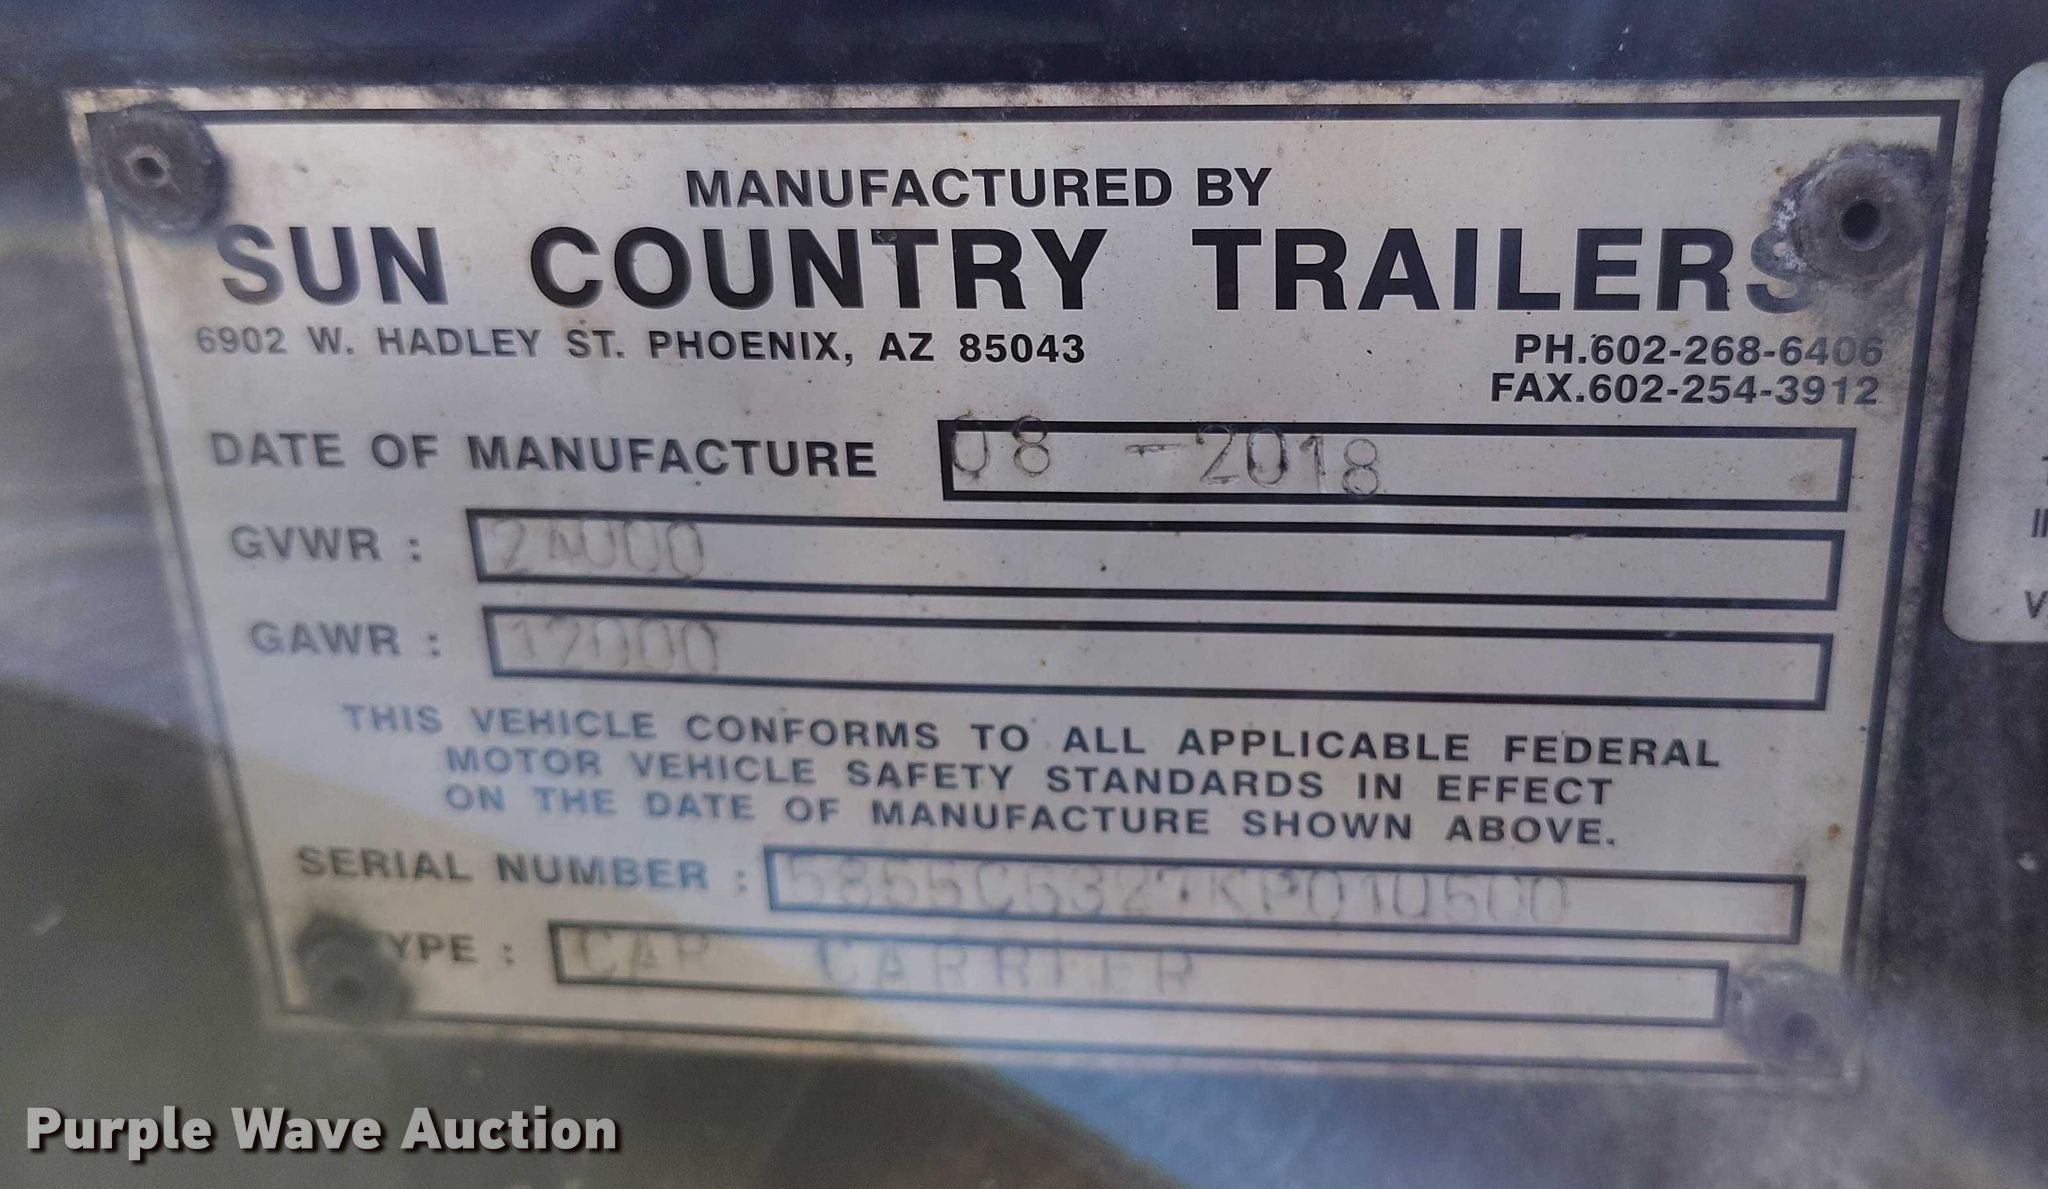 MANUFACTURED BY
SUN COUNTRY TRAILERS
6902 W. HADLEY ST. PHOENIX, AZ 85043
PH.602-268-6406
FAX.602-254-3912
DATE OF MANUFACTURE 08 -2018
GVWR : 24000
GAWR : 12000
THIS VEHICLE CONFORMS TO ALL APPLICABLE FEDERAL
MOTOR VEHICLE SAFETY STANDARDS IN EFFECT
ON THE DATE OF MANUFACTURE SHOWN ABOVE.
SERIAL NUMBER :
YPE : CAR CARRIER
Purple Wave Auction